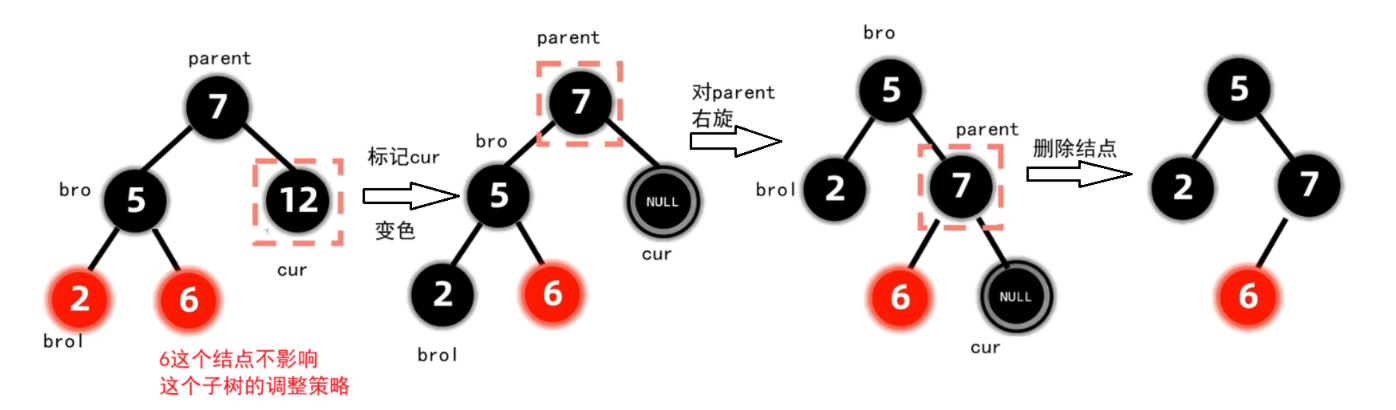 parent
7
bro
5
12
cur
2
6
brol
6这个结点不影响
这个子树的调整策略
标记cur
变色
parent
7
bro
5
NULL
cur
2
6
brol
对parent
右旋
bro
5
parent
brol
2
7
6
NULL
cur
删除结点
5
2
7
6